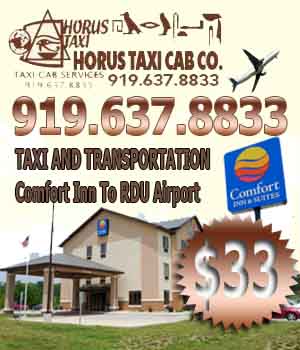 HORUS
TAXI
HORUS TAXI CAB CO.
TAXI CAB SERVICES
919.637.8833
919.637.8833
919.637.8833
TAXI AND TRANSPORTATION
Comfort Inn To RDU Airport
Comfort
INN & SUITES
$33